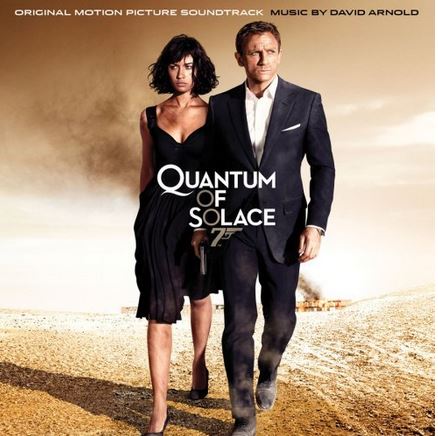 ORIGINAL MOTION PICTURE SOUNDTRACK MUSIC BY DAVID ARNOLD
QUANTUM
OF
SOLACE
007